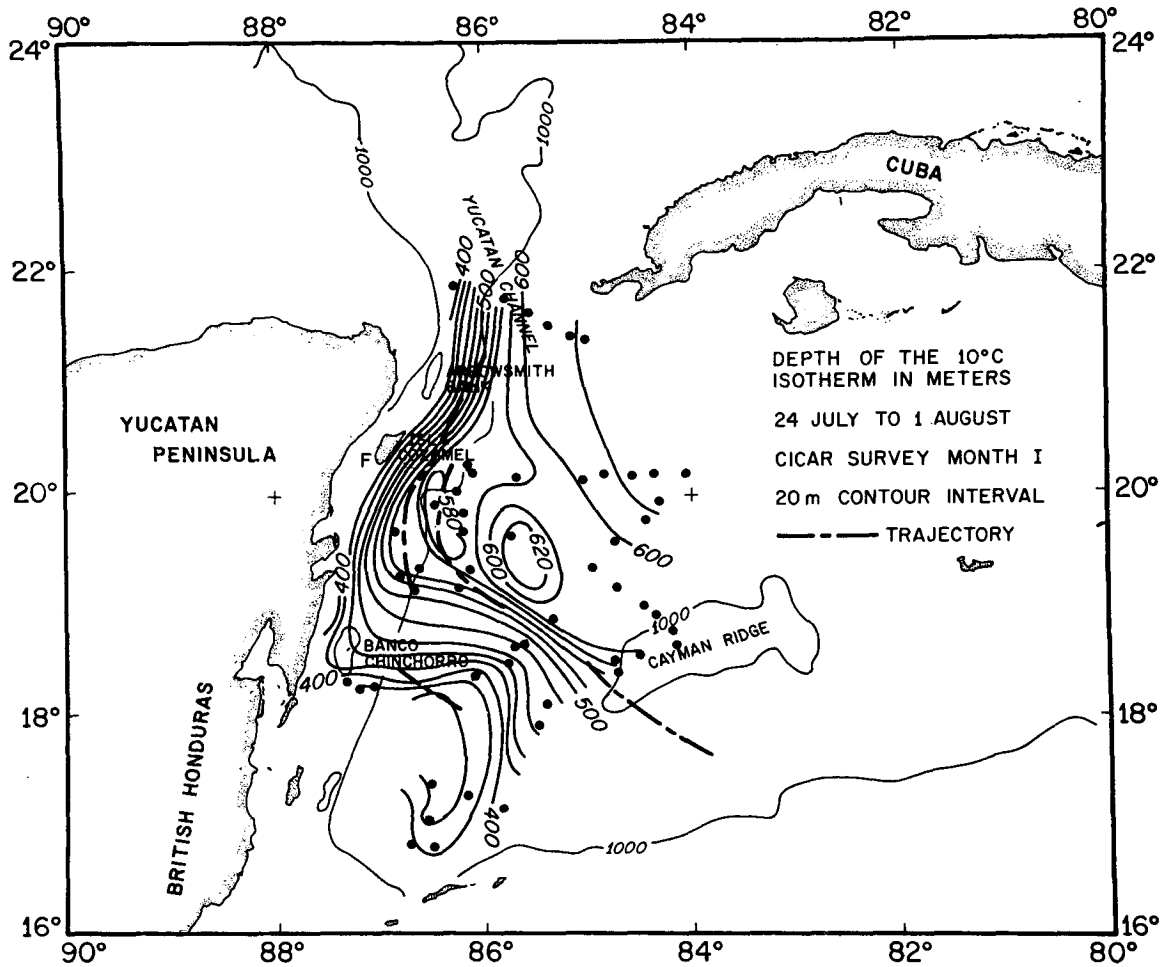 90° 88° 86° 84° 82° 80°
24° 24°
1000
1000
CUBA
YUCATAN
CHANNEL
400
500
600
22° 22°
ARROWSMITH
BANK
DEPTH OF THE 10°C
ISOTHERM IN METERS
24 JULY TO 1 AUGUST
CICAR SURVEY MONTH I
20 m CONTOUR INTERVAL
TRAJECTORY
YUCATAN
PENINSULA
F
COZUMEL
20° 20°
580
600
620
600
400
1000
CAYMAN RIDGE
BANCO
CHINCHORRO
400
500
18° 18°
BRITISH HONDURAS
400
1000
16° 16°
90° 88° 86° 84° 82° 80°